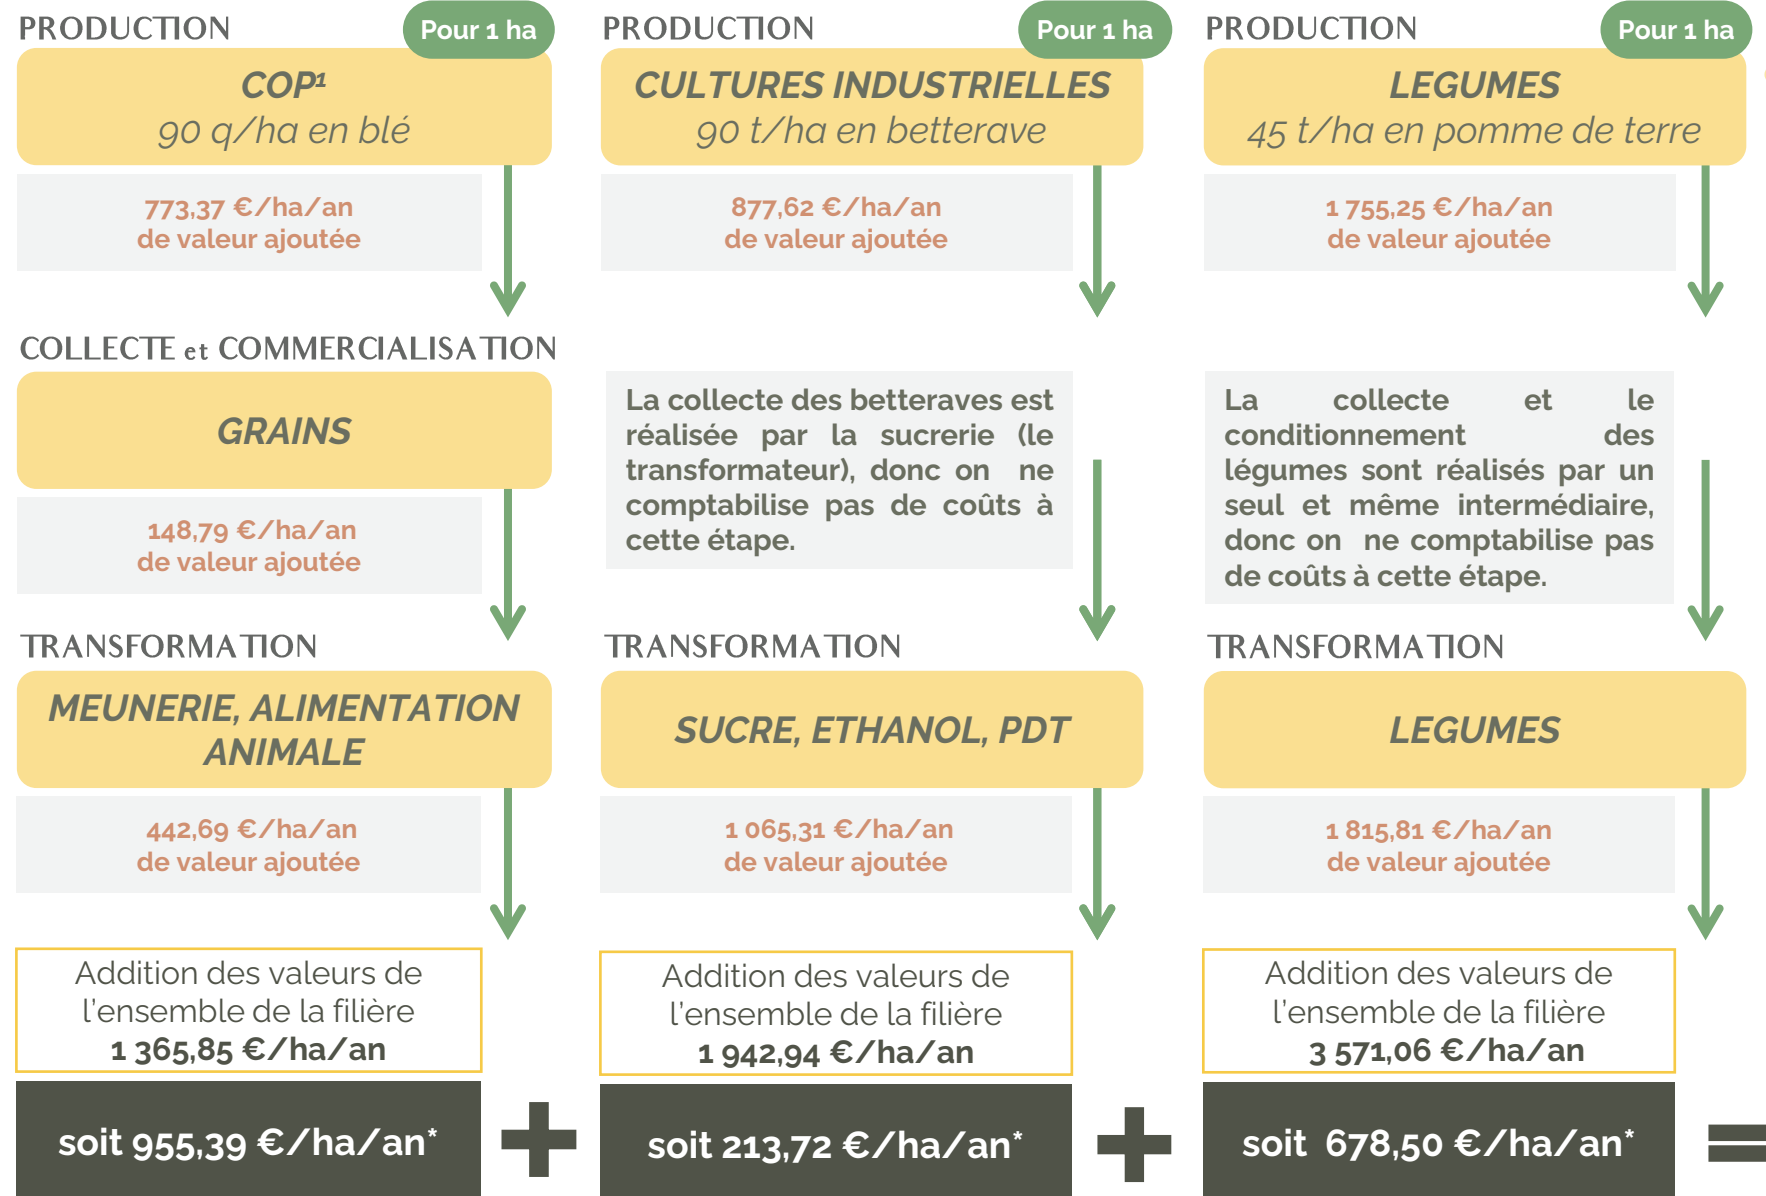 PRODUCTION
Pour 1 ha
COP¹
90 q/ha en blé
773,37 €/ha/an
de valeur ajoutée
COLLECTE et COMMERCIALISATION
GRAINS
148,79 €/ha/an
de valeur ajoutée
TRANSFORMATION
MEUNERIE, ALIMENTATION
ANIMALE
442,69 €/ha/an
de valeur ajoutée
Addition des valeurs de
l'ensemble de la filière
1 365,85 €/ha/an
soit 955,39 €/ha/an*
+
PRODUCTION
Pour 1 ha
CULTURES INDUSTRIELLES
90 t/ha en betterave
877,62 €/ha/an
de valeur ajoutée
La collecte des betteraves est
réalisée par la sucrerie (le
transformateur), donc on ne
comptabilise pas de coûts à
cette étape.
TRANSFORMATION
SUCRE, ETHANOL, PDT
1 065,31 €/ha/an
de valeur ajoutée
Addition des valeurs de
l'ensemble de la filière
1 942,94 €/ha/an
soit 213,72 €/ha/an*
+
PRODUCTION
Pour 1 ha
LEGUMES
45 t/ha en pomme de terre
1 755,25 €/ha/an
de valeur ajoutée
La collecte et le
conditionnement des
légumes sont réalisés par un
seul et même intermédiaire,
donc on ne comptabilise pas
de coûts à cette étape.
TRANSFORMATION
LEGUMES
1 815,81 €/ha/an
de valeur ajoutée
Addition des valeurs de
l'ensemble de la filière
3 571,06 €/ha/an
soit 678,50 €/ha/an*
=